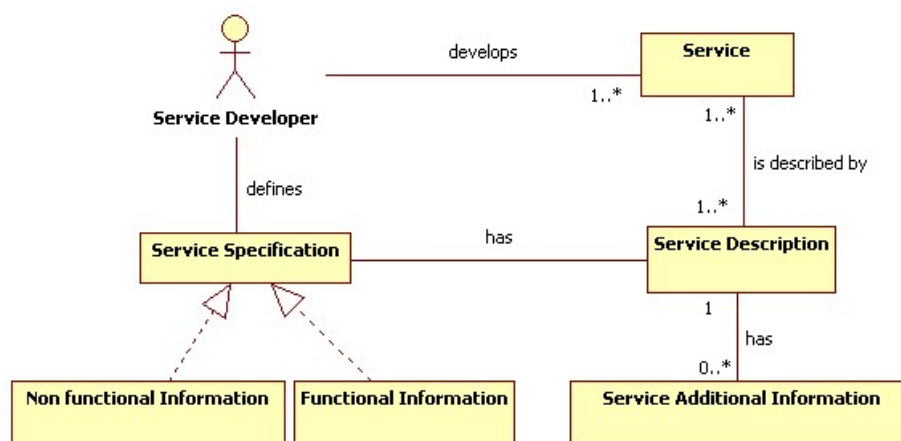 develops
Service
1..*
1..*
Service Developer
is described by
defines
1..*
Service Specification
has
Service Description
1
has
0..*
Non functional Information
Functional Information
Service Additional Information